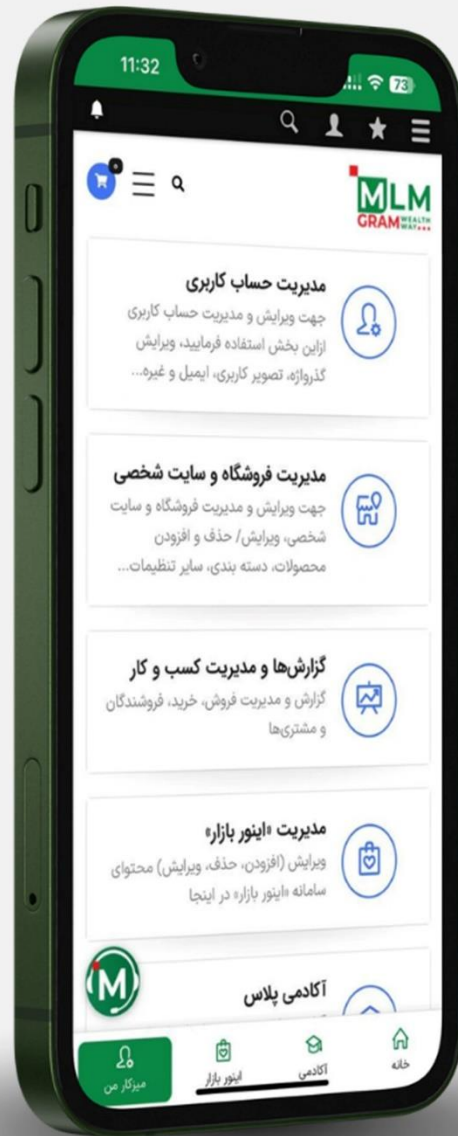 11:32
73
0
MLM
GRAM WEALTH
WAY...
مدیریت حساب کاربری
جهت ویرایش و مدیریت حساب کاربری
ازاین بخش استفاده فرمایید، ویرایش
گذرواژه، تصویر کاربری، ایمیل و غیره...
مدیریت فروشگاه و سایت شخصی
جهت ویرایش و مدیریت فروشگاه و سایت
شخصی، ویرایش/ حذف و افزودن
محصولات، دسته بندی، سایر تنظیمات...
گزارش‌ها و مدیریت کسب و کار
گزارش و مدیریت فروش، خرید، فروشندگان
و مشتری‌ها
مدیریت «اینور بازار»
ویرایش (افزودن، حذف، ویرایش) محتوای
سامانه «اینور بازار» در اینجا
آکادمی پلاس
M
خانه
آکادمی
اینور بازار
میزکار من